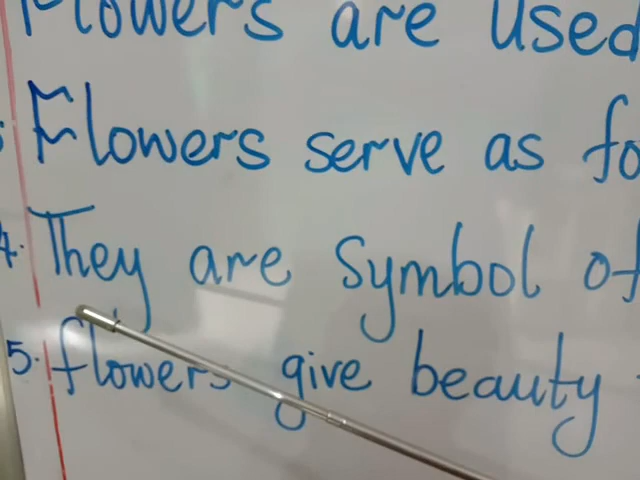 Flowers are used
Flowers serve as fo
4. They are Symbol of
5. flowers give beauty